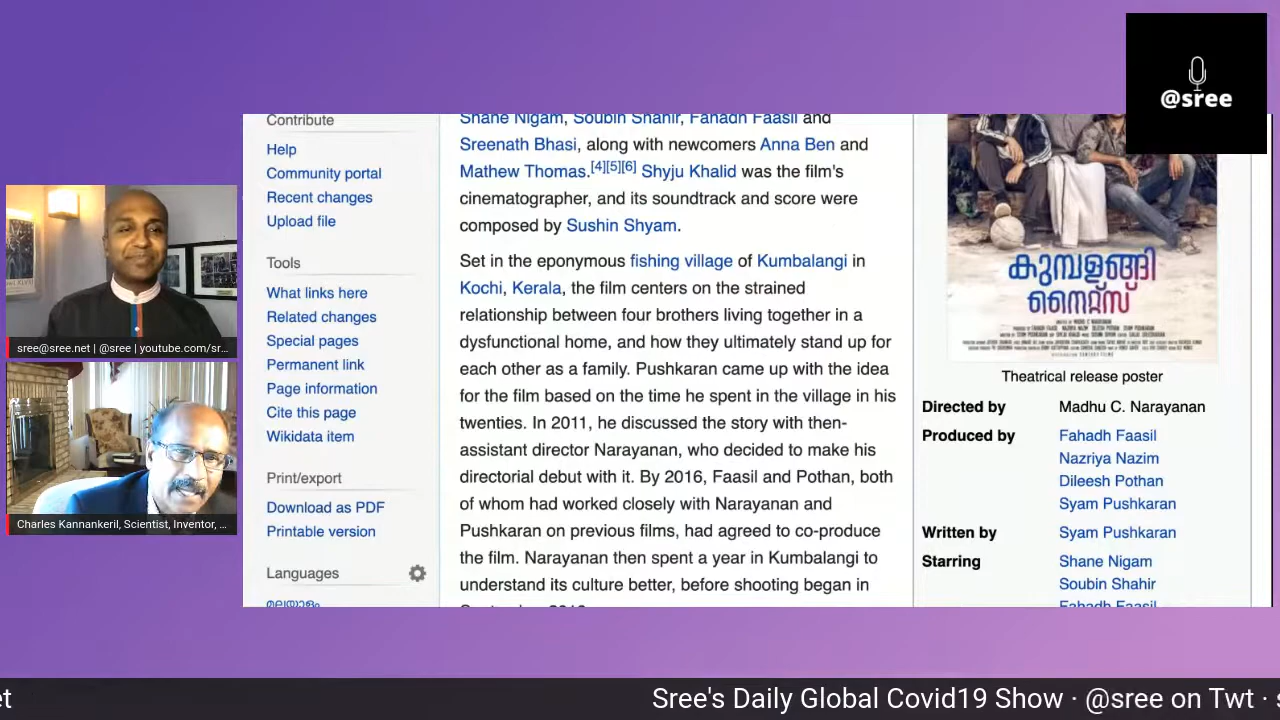 @sree
Contribute
Help
Community portal
Recent changes
Upload file
Tools
What links here
Related changes
Special pages
Permanent link
Page information
Cite this page
Wikidata item
Print/export
Download as PDF
Printable version
Languages
മലയാളം
Shane Nigam, Soubin Shahir, Fahadh Faasil and
Sreenath Bhasi, along with newcomers Anna Ben and
Mathew Thomas.[4][5][6] Shyju Khalid was the film's
cinematographer, and its soundtrack and score were
composed by Sushin Shyam.
Set in the eponymous fishing village of Kumbalangi in
Kochi, Kerala, the film centers on the strained
relationship between four brothers living together in a
dysfunctional home, and how they ultimately stand up for
each other as a family. Pushkaran came up with the idea
for the film based on the time he spent in the village in his
twenties. In 2011, he discussed the story with then-
assistant director Narayanan, who decided to make his
directorial debut with it. By 2016, Faasil and Pothan, both
of whom had worked closely with Narayanan and
Pushkaran on previous films, had agreed to co-produce
the film. Narayanan then spent a year in Kumbalangi to
understand its culture better, before shooting began in
കുമ്പളങ്ങി
നൈറ്റ്സ്
Theatrical release poster
Directed by Madhu C. Narayanan
Produced by Fahadh Faasil
Nazriya Nazim
Dileesh Pothan
Syam Pushkaran
Written by Syam Pushkaran
Starring Shane Nigam
Soubin Shahir
Fahadh Faasil
sree@sree.net | @sree | youtube.com/sr...
Charles Kannankeril, Scientist, Inventor, ...
et Sree's Daily Global Covid19 Show · @sree on Twt ·